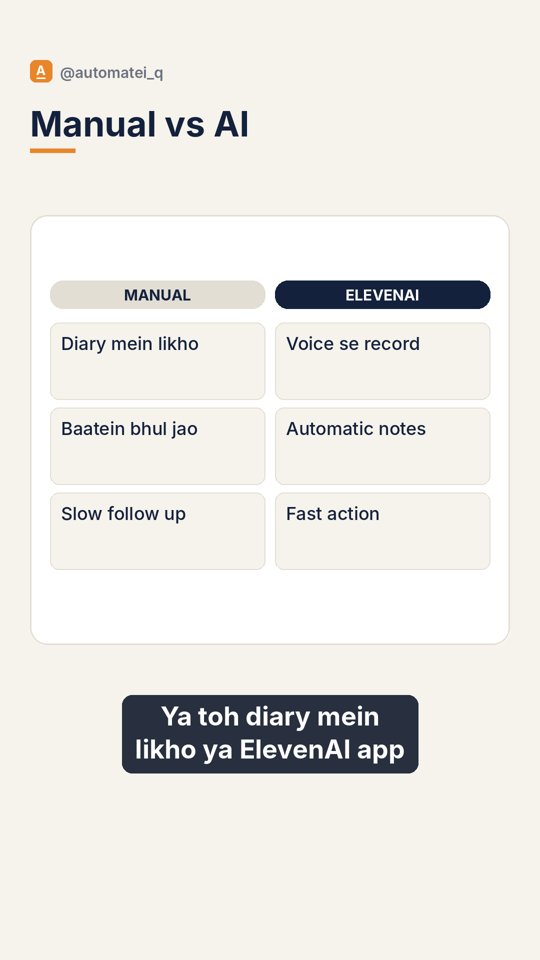 A
@automatei_q
Manual vs AI
MANUAL
ELEVENAI
Diary mein likho
Voice se record
Baatein bhul jao
Automatic notes
Slow follow up
Fast action
Ya toh diary mein
likho ya ElevenAI app